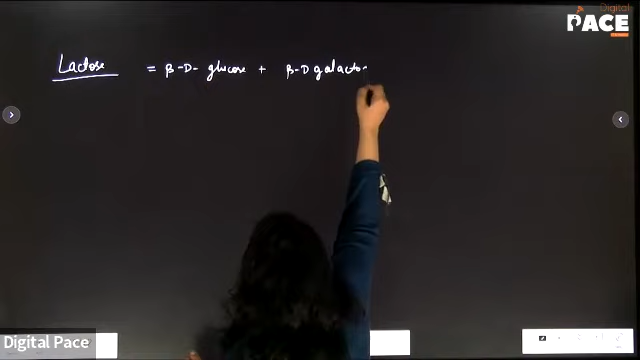 Digital
PACE
Lactose = β-D- glucose + β-D galacto
Digital Pace